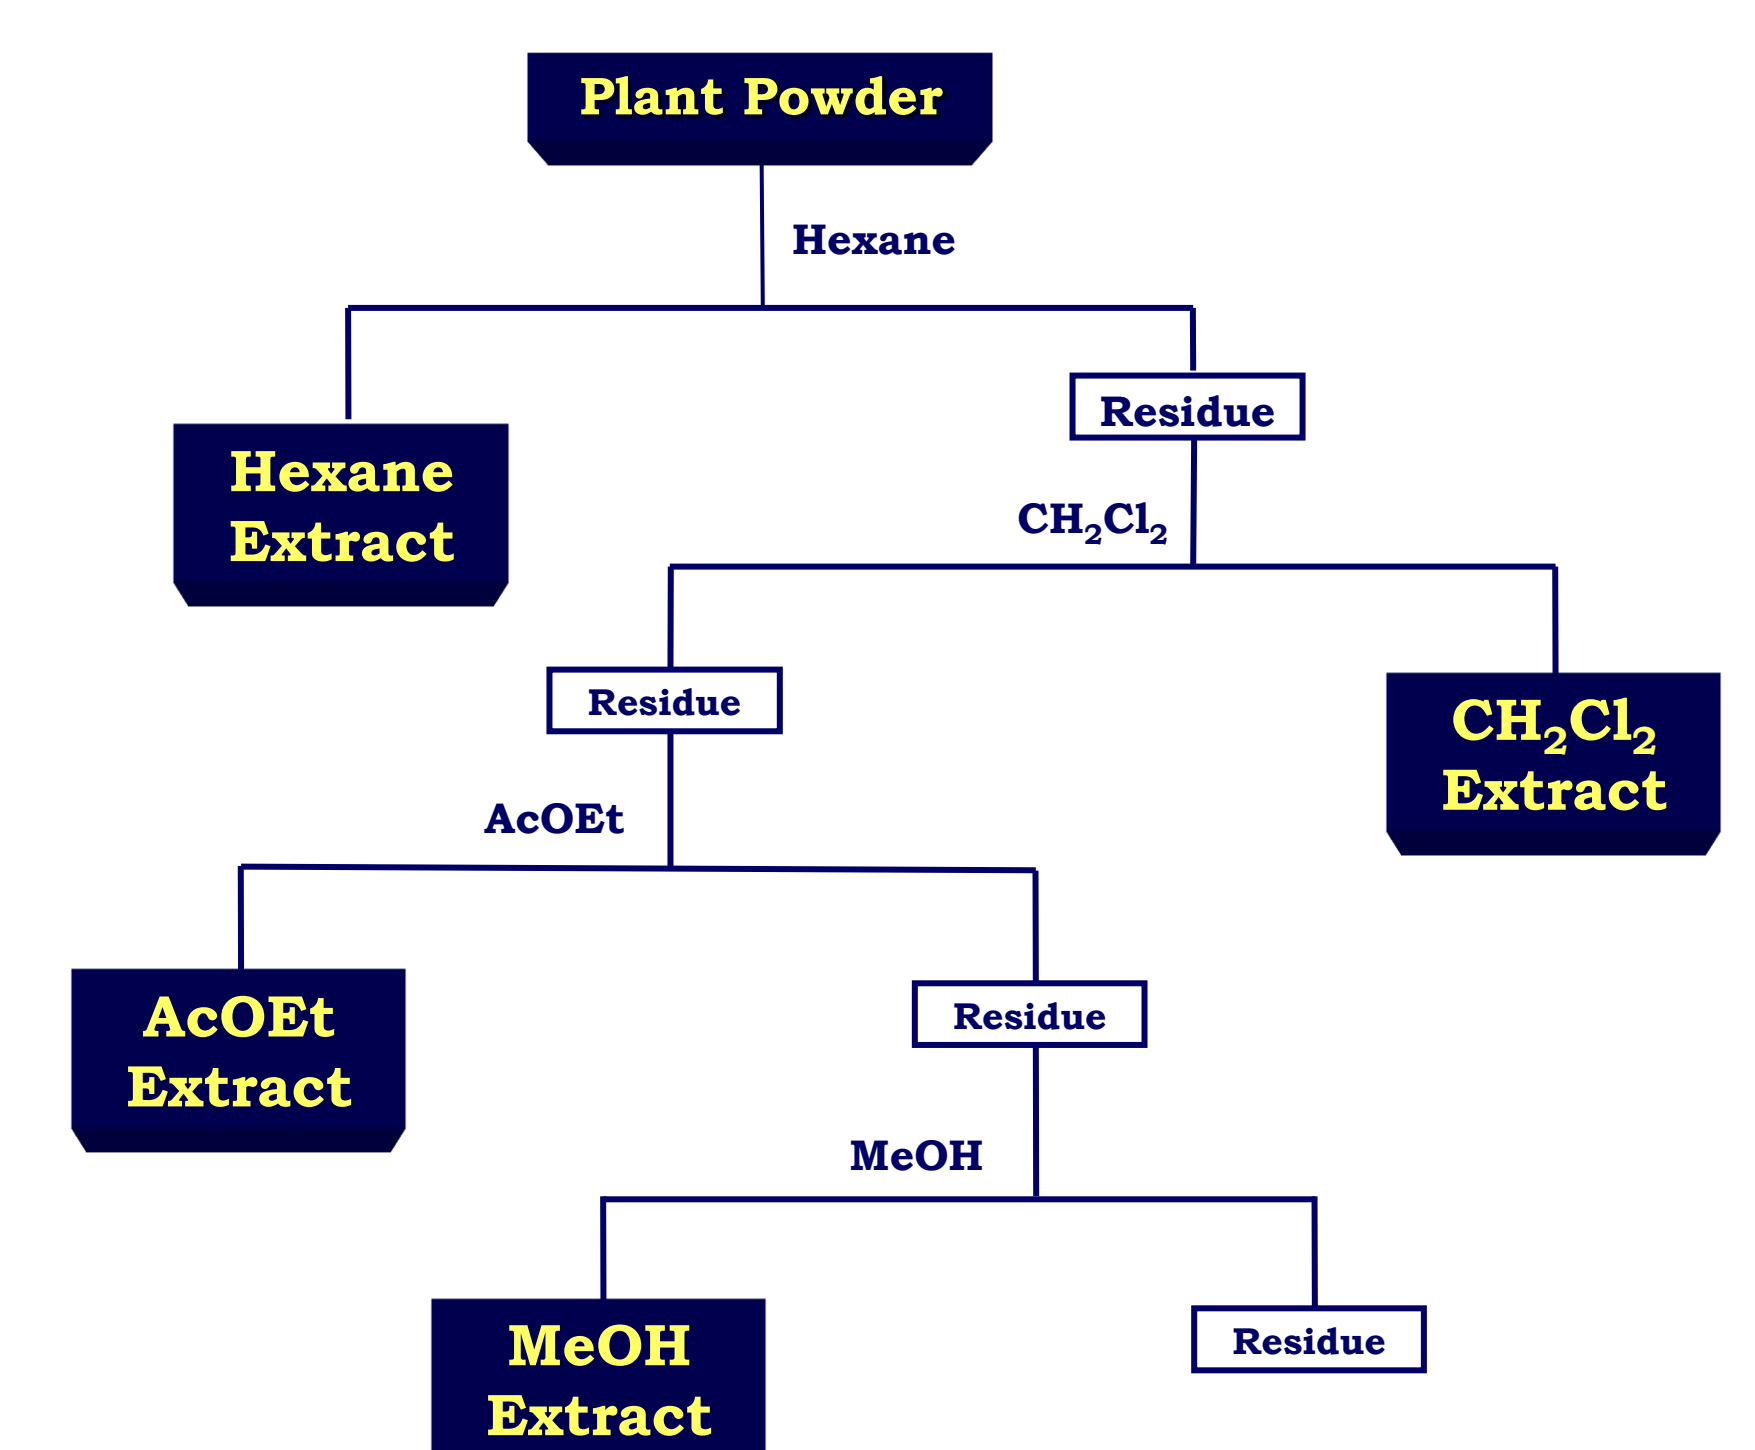 Plant Powder
Hexane
Residue
Hexane
Extract
CH₂Cl₂
Residue
CH₂Cl₂
Extract
AcOEt
AcOEt
Extract
Residue
MeOH
MeOH
Extract
Residue